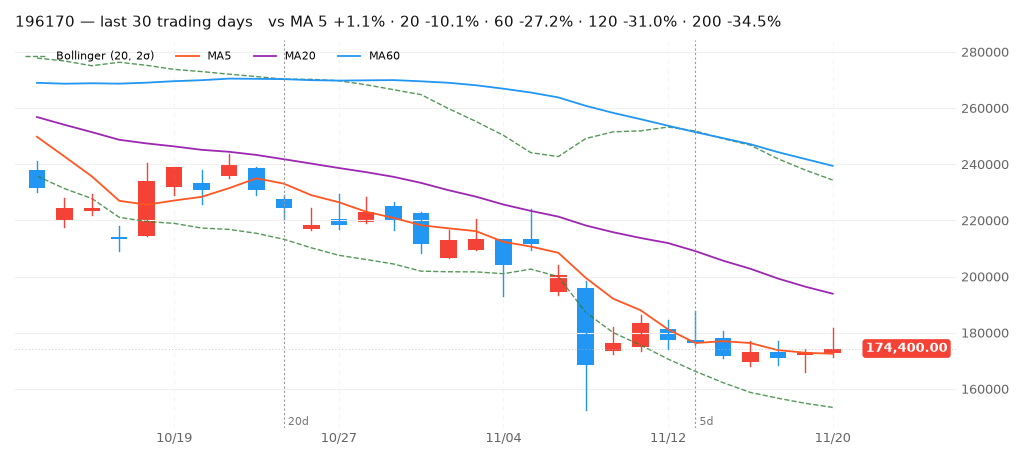 196170 — last 30 trading days   vs MA 5 +1.1% · 20 -10.1% · 60 -27.2% · 120 -31.0% · 200 -34.5%
Bollinger (20, 2σ)   MA5   MA20   MA60
280000
260000
240000
220000
200000
180000
174,400.00
160000
20d
5d
10/19   10/27   11/04   11/12   11/20